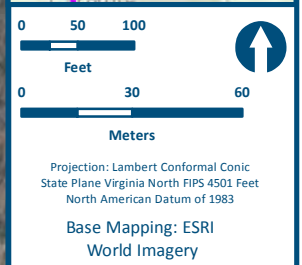 0 50 100
Feet
0 30 60
Meters
Projection: Lambert Conformal Conic
State Plane Virginia North FIPS 4501 Feet
North American Datum of 1983
Base Mapping: ESRI
World Imagery